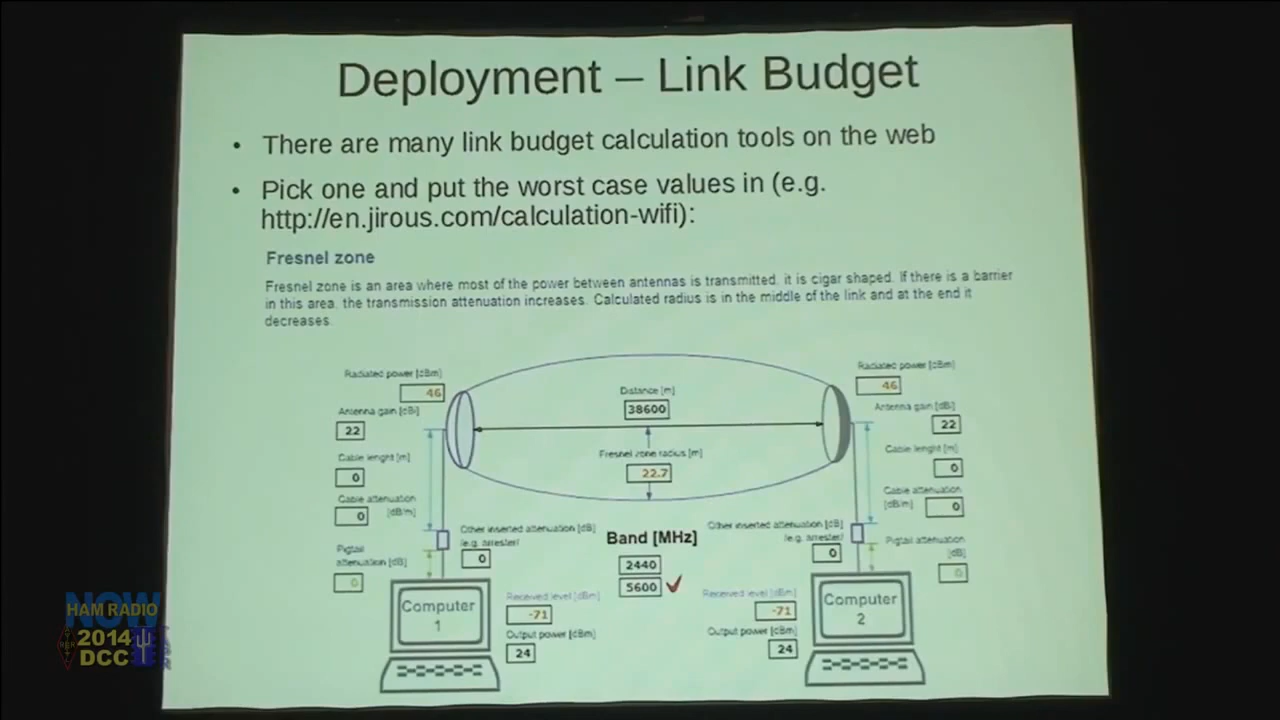 Deployment – Link Budget
• There are many link budget calculation tools on the web
• Pick one and put the worst case values in (e.g.
http://en.jirous.com/calculation-wifi):
Fresnel zone
Fresnel zone is an area where most of the power between antennas is transmitted. it is cigar shaped. If there is a barrier
in this area, the transmission attenuation increases. Calculated radius is in the middle of the link and at the end it
decreases.
Radiated power [dBm]
46
Antenna gain [dBi]
22
Cable lenght [m]
0
Cable attenuation
[dB/m]
0
Pigtail
attenuation [dB]
0
Other inserted attenuation [dB]
(e.g. arrester)
0
Computer
1
Received level [dBm]
-71
Output power [dBm]
24
Distance [m]
38600
Fresnel zone radius [m]
22.7
Band [MHz]
2440
5600
Radiated power [dBm]
46
Antenna gain [dBi]
22
Cable lenght [m]
0
Cable attenuation
[dB/m]
0
Other inserted attenuation [dB]
(e.g. arrester)
0
Pigtail attenuation
[dB]
0
Received level [dBm]
-71
Output power [dBm]
24
Computer
2
NOW
HAM RADIO
2014
DCC